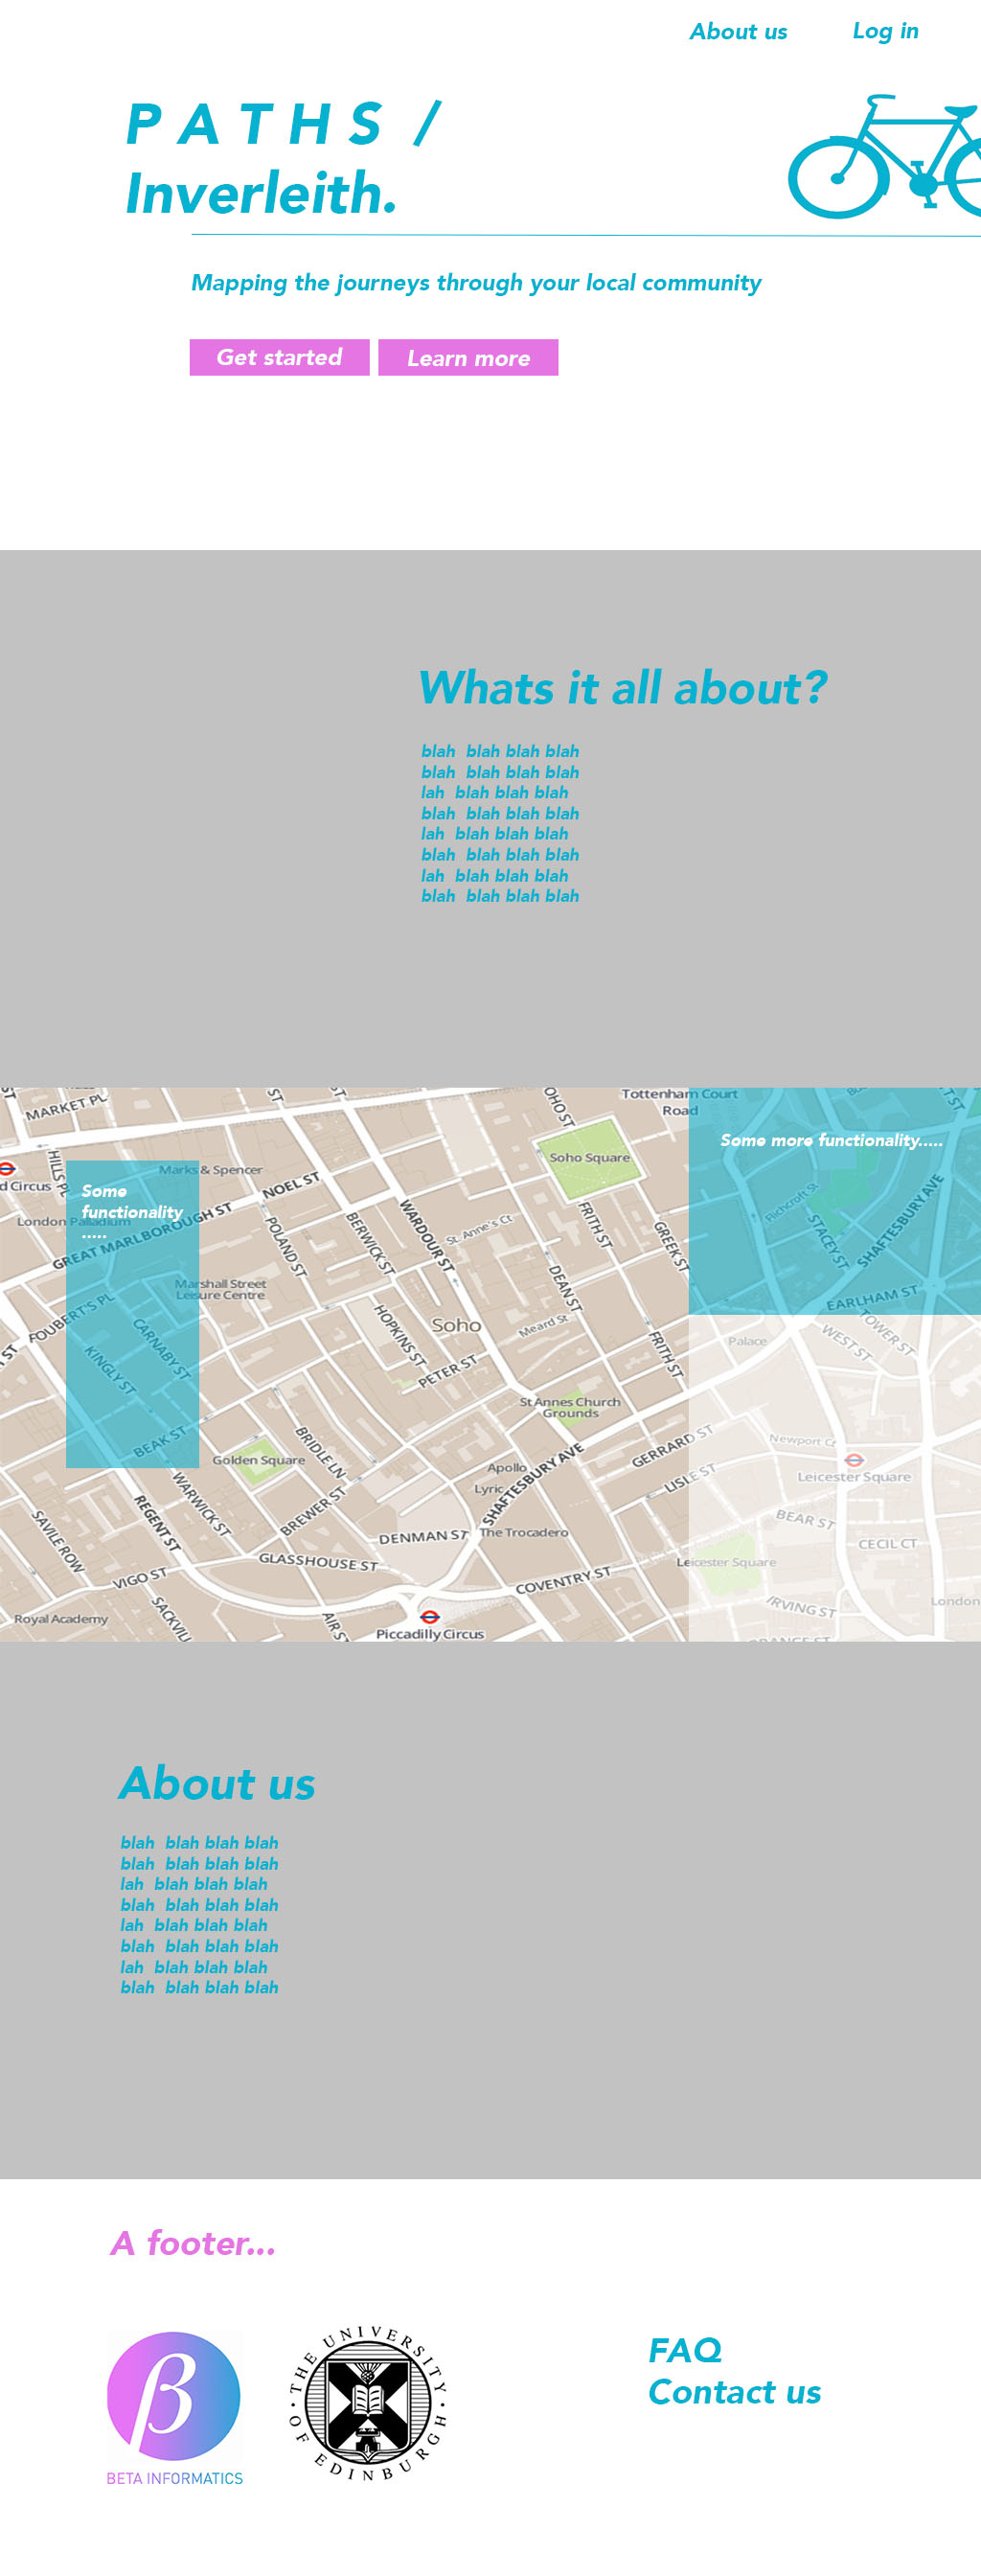 About us
Log in
P A T H S /
Inverleith.
Mapping the journeys through your local community
Get started
Learn more
Whats it all about?
blah  blah blah blah
blah  blah blah blah
lah  blah blah blah
blah  blah blah blah
lah  blah blah blah
blah  blah blah blah
lah  blah blah blah
blah  blah blah blah
MARKET PL
Tottenham Court
Road
Some more functionality.....
Soho Square
Marks & Spencer
HILLS PL
d Circus
NOEL ST
Some
functionality
.....
London Palladium
GREAT MARLBOROUGH ST
POLAND ST
BERWICK ST
WARDOUR ST
St. Anne's Ct
FRITH ST
GREEK ST
Richcroft St
STACEY ST
SHAFTESBURY AVE
Marshall Street
Leisure Centre
DEAN ST
EARLHAM ST
FOUBERT'S PL
CARNABY ST
HOPKINS ST
Soho
Meard St
FRITH ST
Palace
WEST ST
TOWER ST
KINGLY ST
PETER ST
St Annes Church
Grounds
BEAK ST
Golden Square
BRIDLE LN
GERRARD ST
Newport Ct
Apollo
Lyric
SHAFTESBURY AVE
LISLE ST
Leicester Square
WARWICK ST
REGENT ST
BREWER ST
DENMAN ST
The Trocadero
BEAR ST
CECIL CT
SAVILE ROW
VIGO ST
GLASSHOUSE ST
COVENTRY ST
Leicester Square
IRVING ST
London
Royal Academy
SACKVILL
AIR ST
Piccadilly Circus
ORANGE ST
About us
blah  blah blah blah
blah  blah blah blah
lah  blah blah blah
blah  blah blah blah
lah  blah blah blah
blah  blah blah blah
lah  blah blah blah
blah  blah blah blah
A footer...
β
BETA INFORMATICS
THE UNIVERSITY OF EDINBURGH
FAQ
Contact us